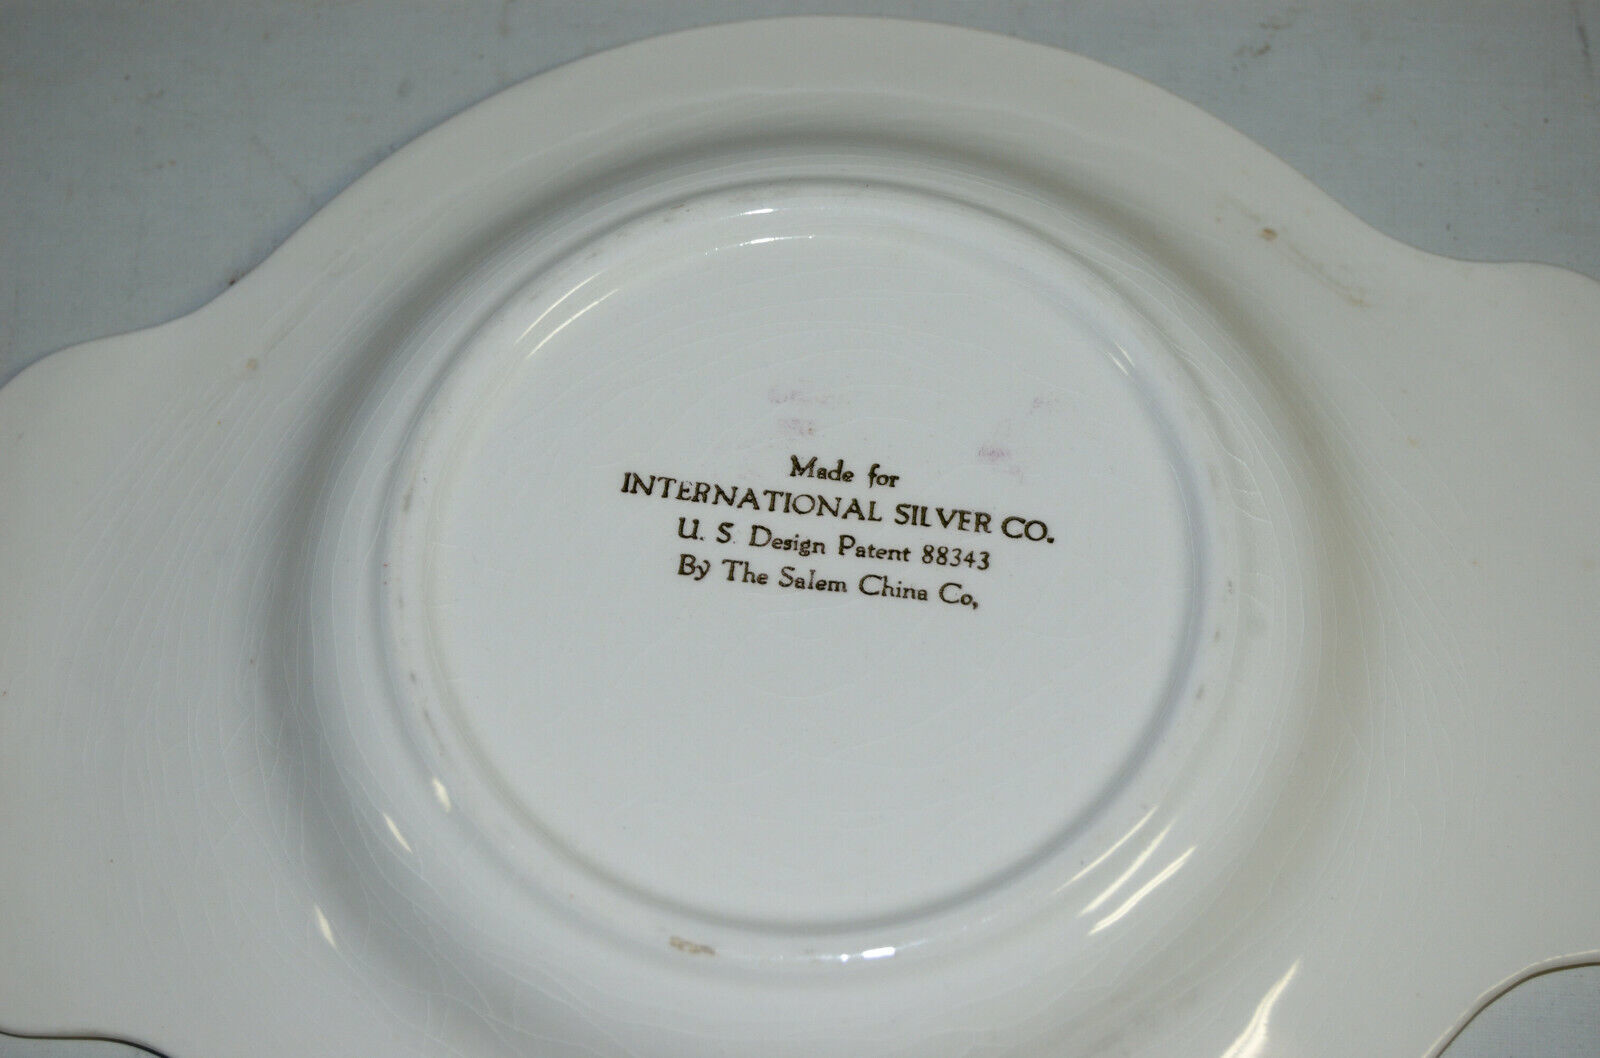 Made for
INTERNATIONAL SILVER CO.
U. S. Design Patent 88343
By The Salem China Co,